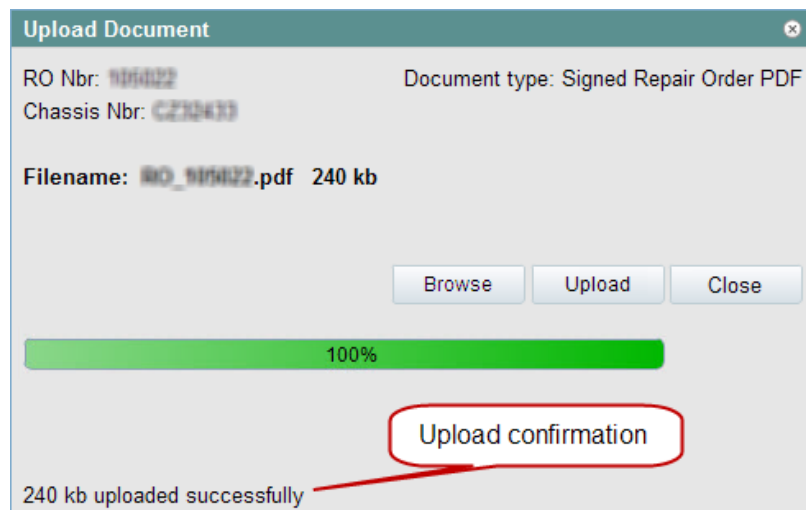 Upload Document
RO Nbr:
Document type: Signed Repair Order PDF
Chassis Nbr:
Filename: .pdf 240 kb
Browse Upload Close
100%
Upload confirmation
240 kb uploaded successfully